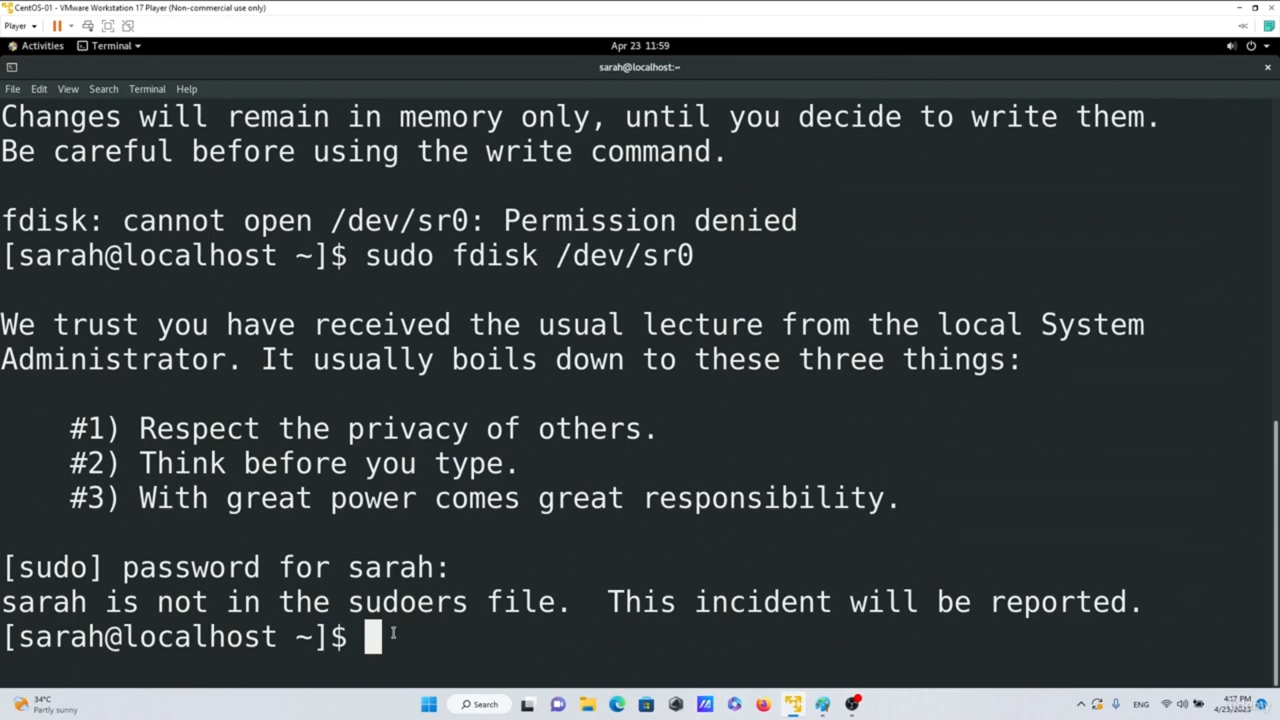 CentOS-01 - VMware Workstation 17 Player (Non-commercial use only)
Player
Activities Terminal Apr 23 11:59
sarah@localhost:~
File Edit View Search Terminal Help
Changes will remain in memory only, until you decide to write them.
Be careful before using the write command.
fdisk: cannot open /dev/sr0: Permission denied
[sarah@localhost ~]$ sudo fdisk /dev/sr0
We trust you have received the usual lecture from the local System
Administrator. It usually boils down to these three things:
#1) Respect the privacy of others.
#2) Think before you type.
#3) With great power comes great responsibility.
[sudo] password for sarah:
sarah is not in the sudoers file.  This incident will be reported.
[sarah@localhost ~]$
34°C
Partly sunny
Search
ENG
4:17 PM
4/23/2023